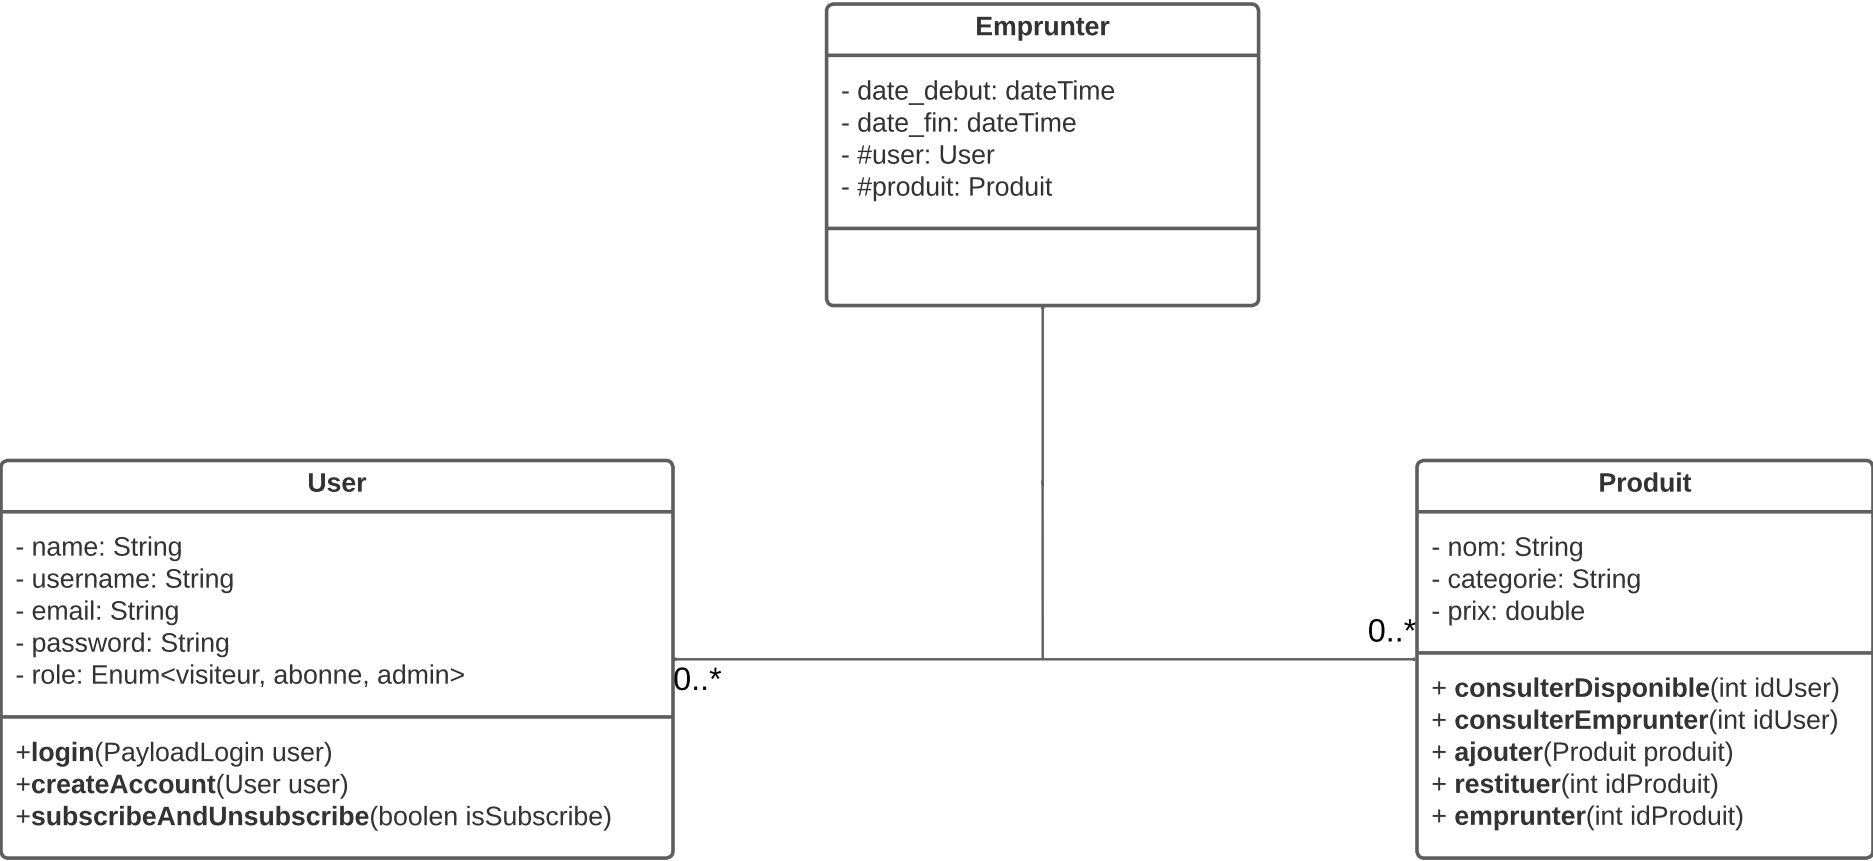 Emprunter
- date_debut: dateTime
- date_fin: dateTime
- #user: User
- #produit: Produit
User
- name: String
- username: String
- email: String
- password: String
- role: Enum<visiteur, abonne, admin>
+login(PayloadLogin user)
+createAccount(User user)
+subscribeAndUnsubscribe(boolen isSubscribe)
0..*
0..*
Produit
- nom: String
- categorie: String
- prix: double
+ consulterDisponible(int idUser)
+ consulterEmprunter(int idUser)
+ ajouter(Produit produit)
+ restituer(int idProduit)
+ emprunter(int idProduit)